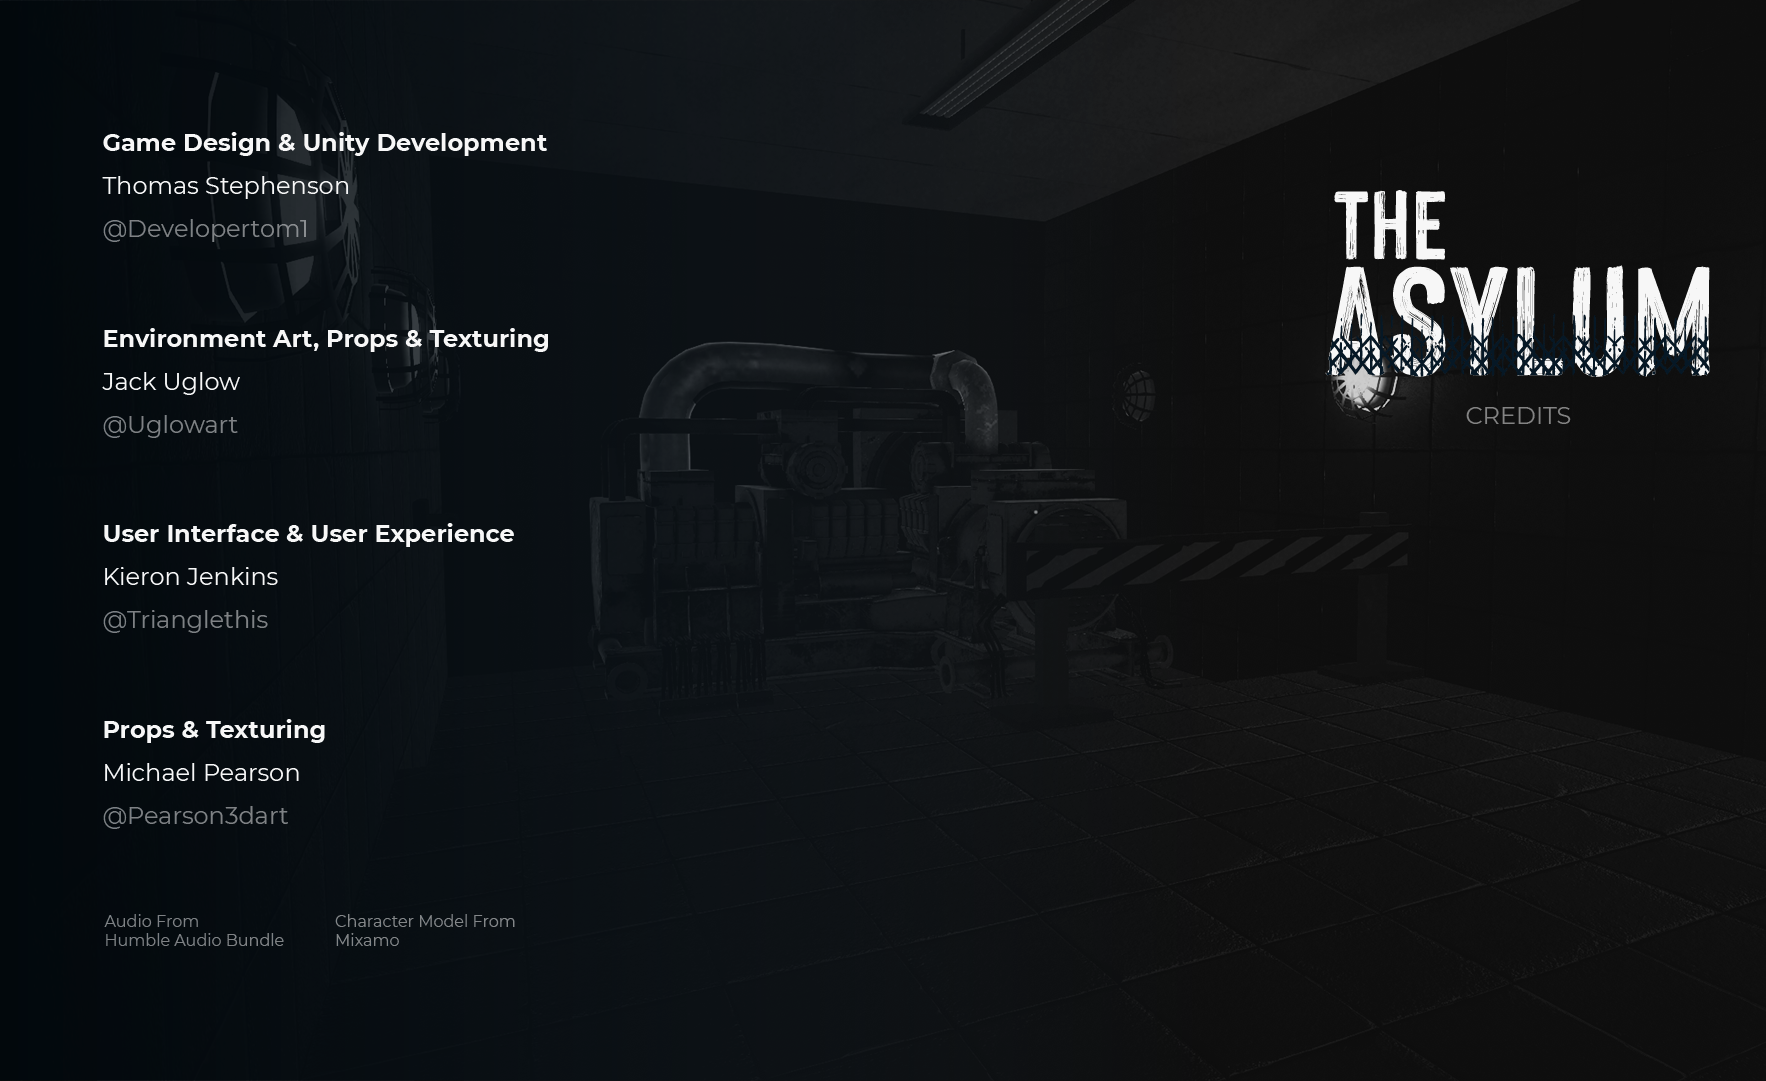 Game Design & Unity Development
Thomas Stephenson
@Developertom1
Environment Art, Props & Texturing
Jack Uglow
@Uglowart
User Interface & User Experience
Kieron Jenkins
@Trianglethis
Props & Texturing
Michael Pearson
@Pearson3dart
Audio From
Humble Audio Bundle
Character Model From
Mixamo
THE
ASYLUM
CREDITS